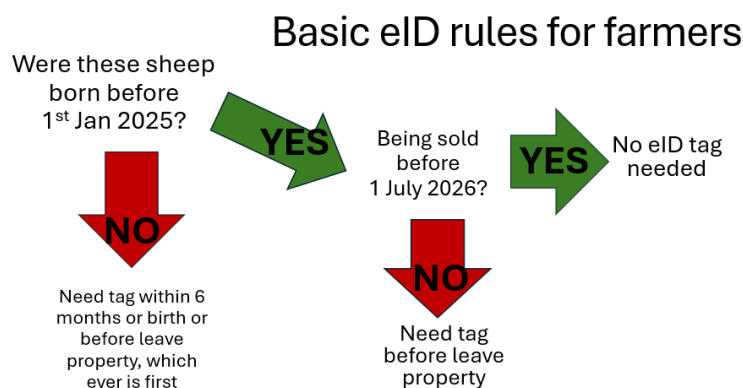 Basic eID rules for farmers
Were these sheep
born before
1st Jan 2025?
YES
Being sold
before
1 July 2026?
YES
No eID tag
needed
NO
Need tag within 6
months or birth or
before leave
property, which
ever is first
NO
Need tag
before leave
property